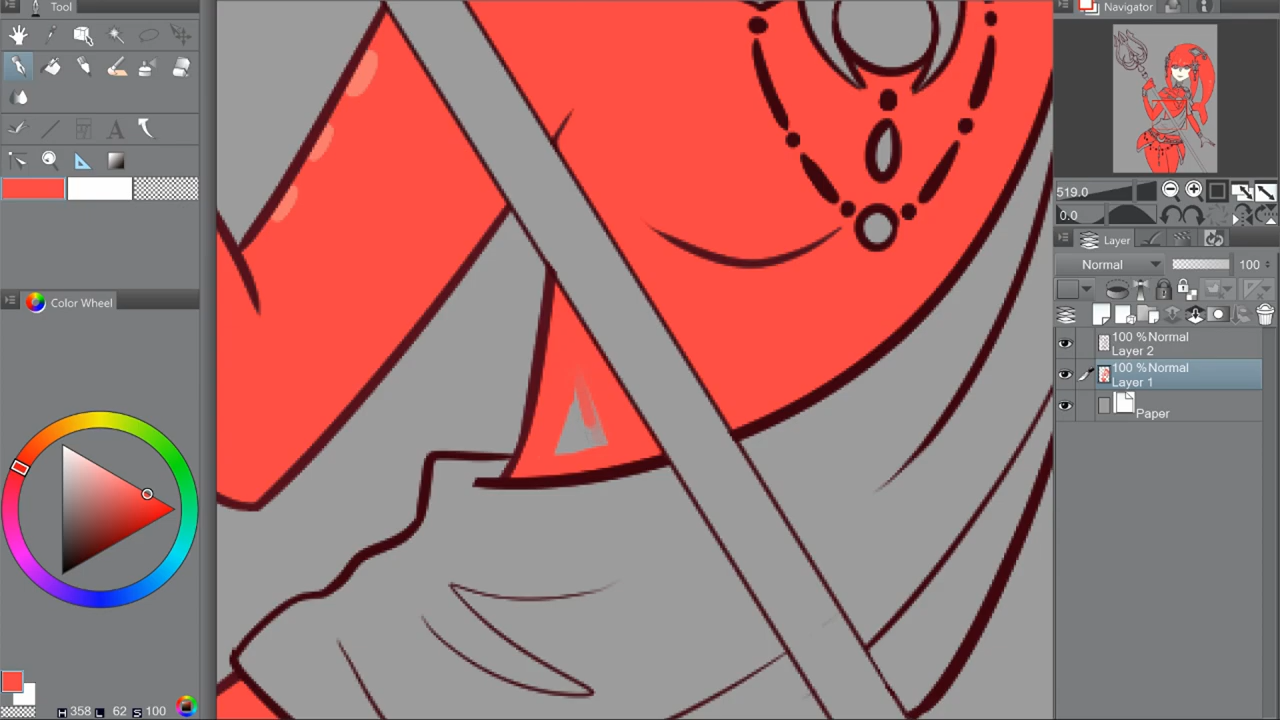 Tool
Navigator
519.0
0.0
Layer
Normal
100
100 %Normal
Layer 2
100 %Normal
Layer 1
Paper
Color Wheel
H 358 L 62 S 100